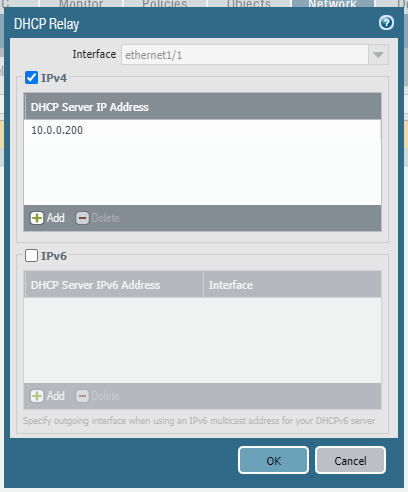 Monitor Policies Objects Network
DHCP Relay
Interface ethernet1/1
IPv4
DHCP Server IP Address
10.0.0.200
Add Delete
IPv6
DHCP Server IPv6 Address Interface
Add Delete
Specify outgoing interface when using an IPv6 multicast address for your DHCPv6 server
OK Cancel